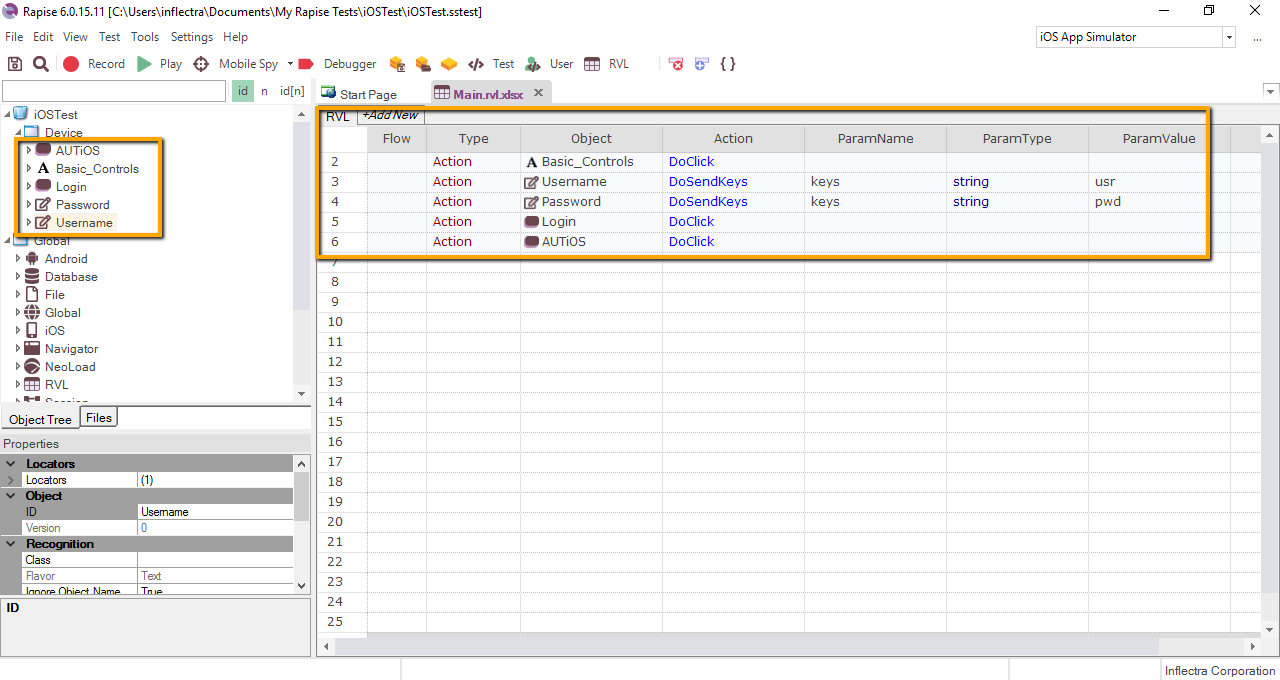 Rapise 6.0.15.11 [C:\Users\inflectra\Documents\My Rapise Tests\iOSTest\iOSTest.sstest]
File Edit View Test Tools Settings Help
iOS App Simulator
...
Record Play Mobile Spy Debugger Test User RVL { }
id n id[n]
Start Page Main.rvl.xlsx
iOSTest
Device
AUTiOS
Basic_Controls
Login
Password
Username
Global
Android
Database
File
Global
iOS
Navigator
NeoLoad
RVL
Session
Object Tree Files
Properties
Locators
Locators (1)
Object
ID Username
Version 0
Recognition
Class
Flavor Text
Ignore Object Name True
ID
RVL +Add New
Flow Type Object Action ParamName ParamType ParamValue
2 Action Basic_Controls DoClick
3 Action Username DoSendKeys keys string usr
4 Action Password DoSendKeys keys string pwd
5 Action Login DoClick
6 Action AUTiOS DoClick
7
8
9
10
11
12
13
14
15
16
17
18
19
20
21
22
23
24
25
Inflectra Corporation